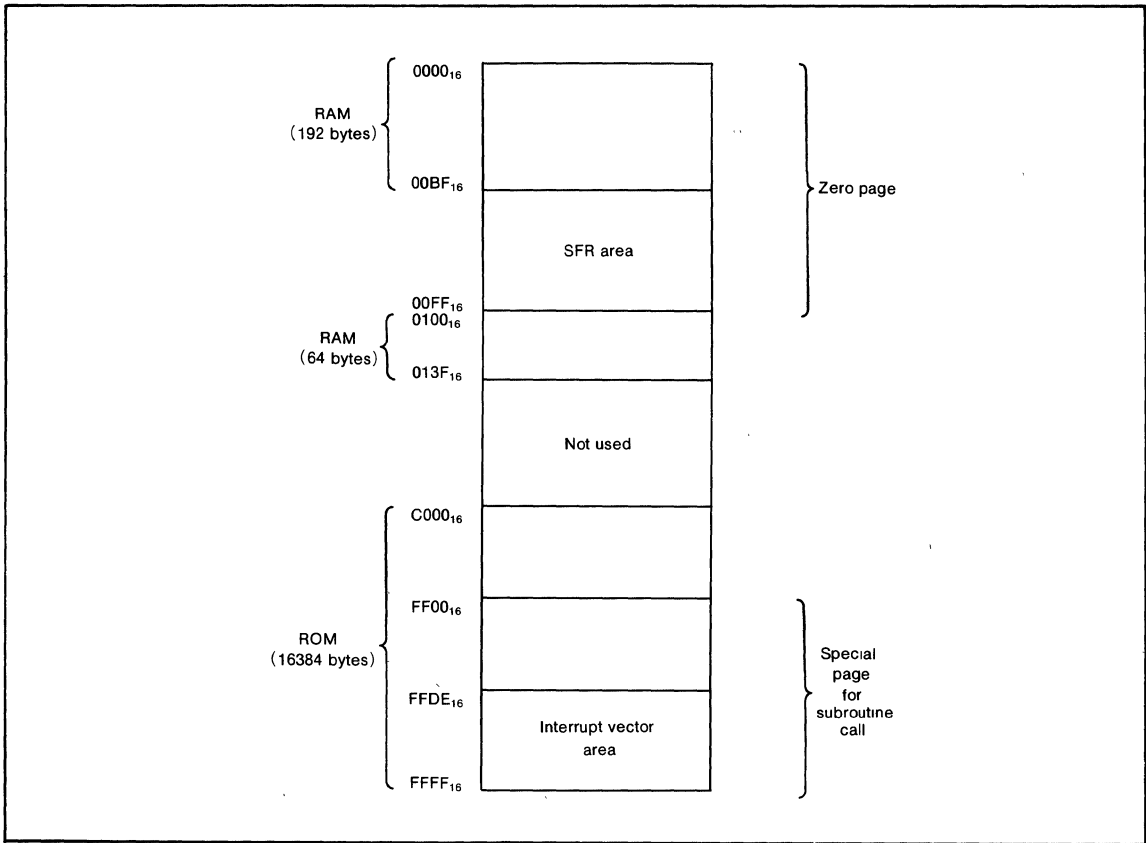 0000₁₆
RAM
(192 bytes)
00BF₁₆
Zero page
SFR area
00FF₁₆
0100₁₆
RAM
(64 bytes)
013F₁₆
Not used
C000₁₆
FF00₁₆
ROM
(16384 bytes)
Special
page
for
subroutine
call
FFDE₁₆
Interrupt vector
area
FFFF₁₆